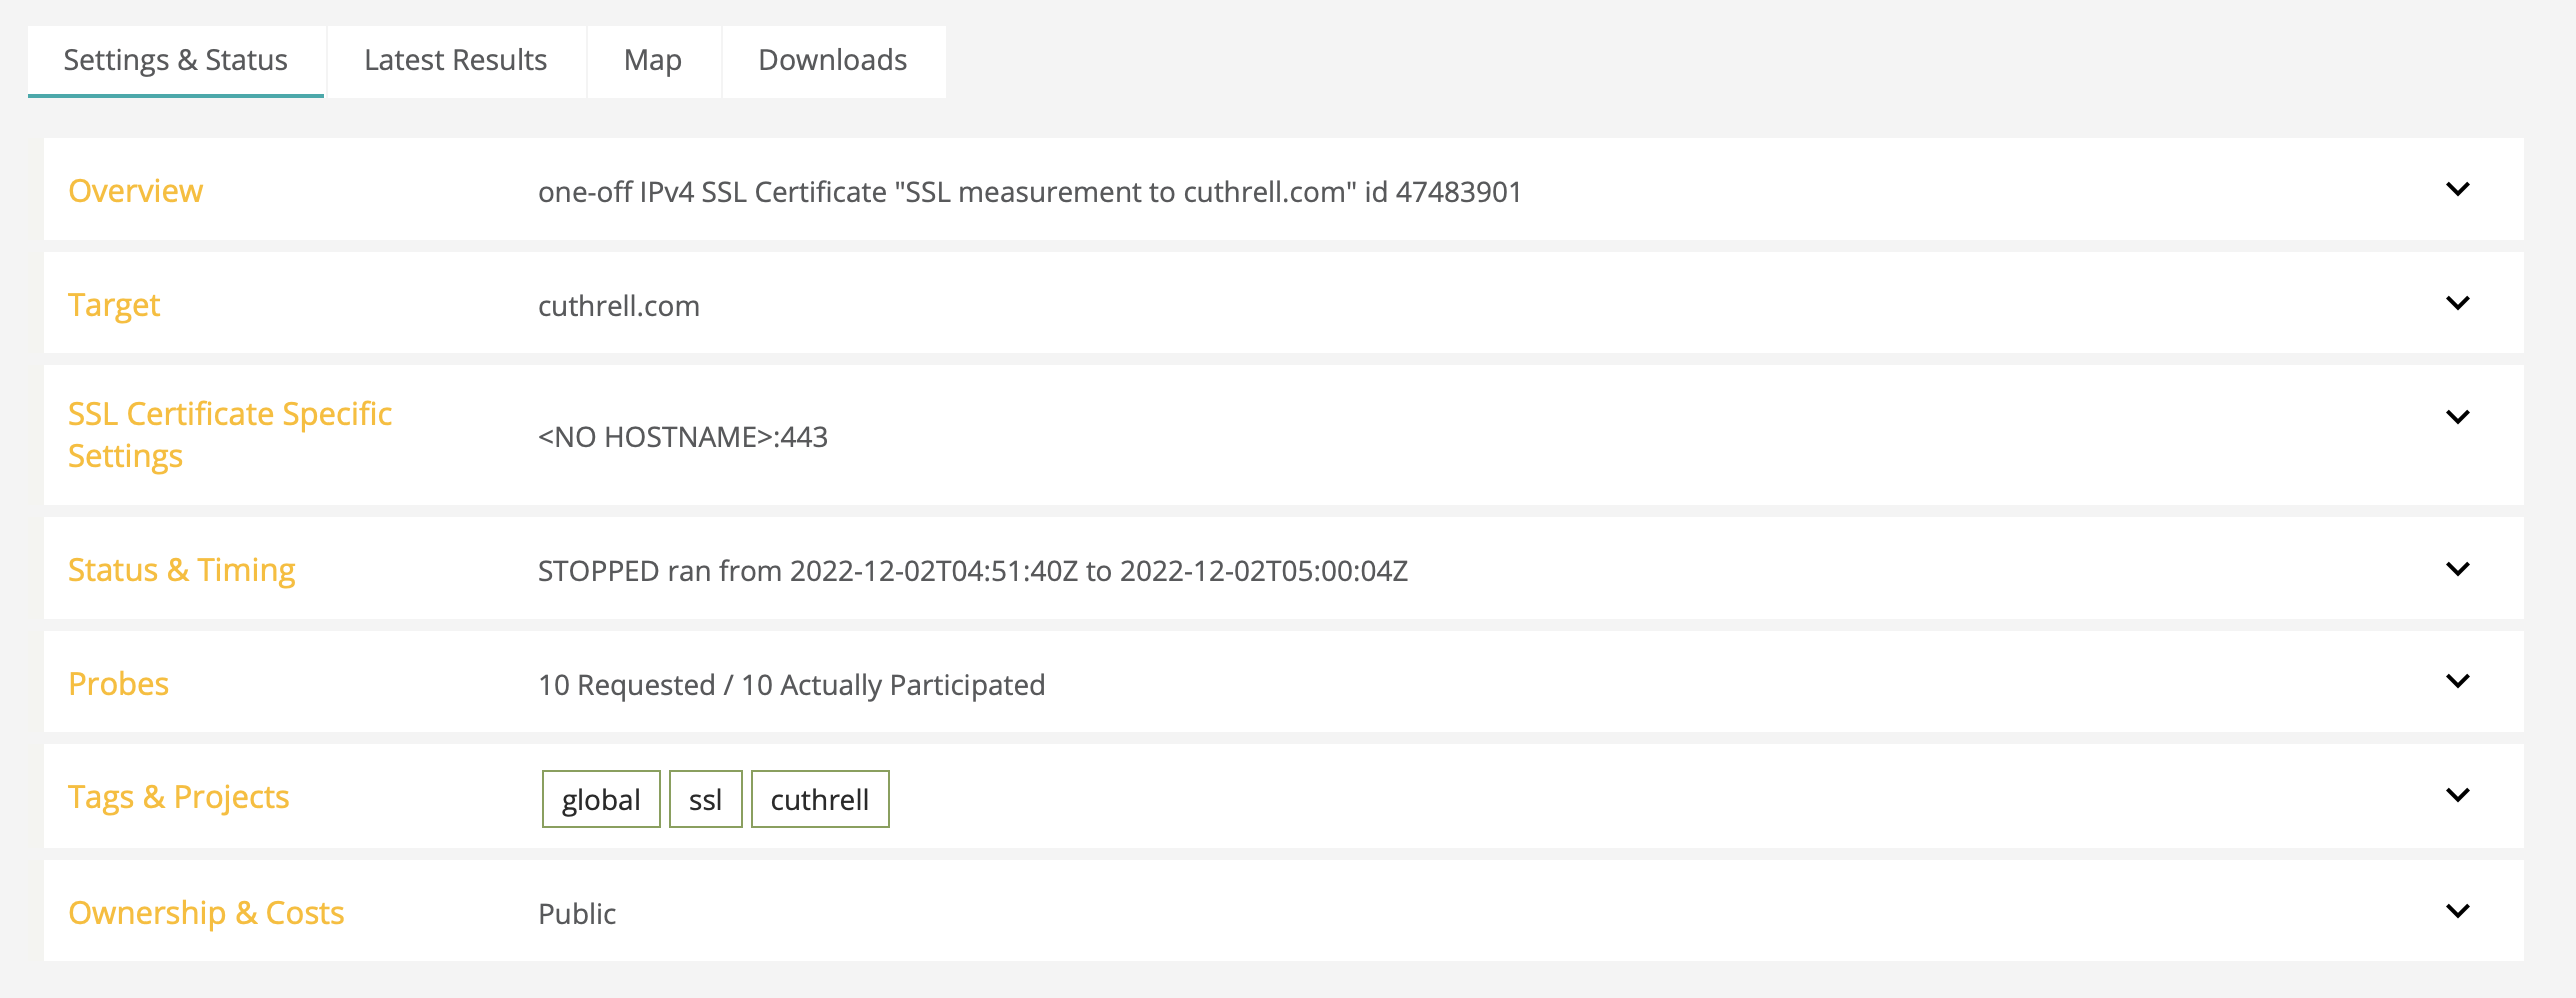 Settings & Status
Latest Results
Map
Downloads
Overview
one-off IPv4 SSL Certificate "SSL measurement to cuthrell.com" id 47483901
Target
cuthrell.com
SSL Certificate Specific
Settings
<NO HOSTNAME>:443
Status & Timing
STOPPED ran from 2022-12-02T04:51:40Z to 2022-12-02T05:00:04Z
Probes
10 Requested / 10 Actually Participated
Tags & Projects
global
ssl
cuthrell
Ownership & Costs
Public